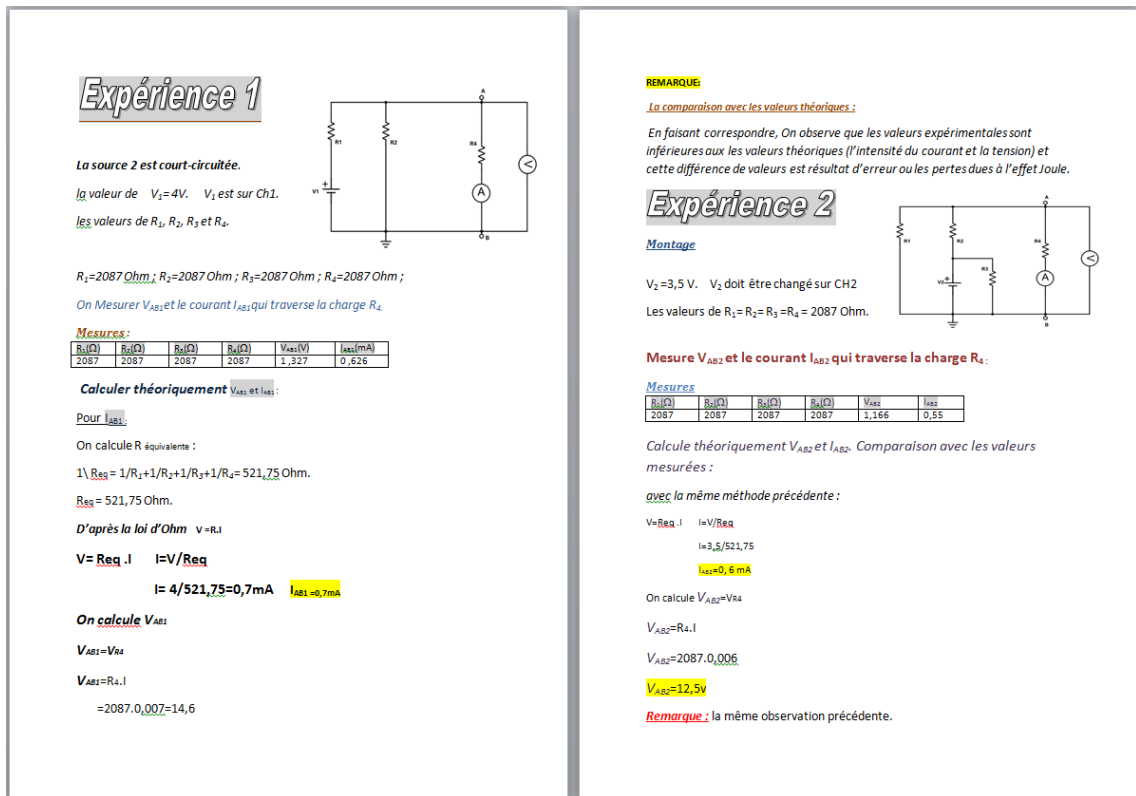 Expérience 1
A
R1
R2
R4
V
A
V1
B
La source 2 est court-circuitée.
la valeur de V1= 4V. V1 est sur Ch1.
les valeurs de R1, R2, R3 et R4.
R1=2087 Ohm ; R2=2087 Ohm ; R3=2087 Ohm ; R4=2087 Ohm ;
On Mesurer VAB1 et le courant IAB1 qui traverse la charge R4.
Mesures :
R1(Ω) R2(Ω) R3(Ω) R4(Ω) VAB1(V) IAB1(mA)
2087 2087 2087 2087 1,327 0,626
Calculer théoriquement VAB1 et IAB1 :
Pour IAB1 :
On calcule R équivalente :
1\ Req = 1/R1+1/R2+1/R3+1/R4= 521,75 Ohm.
Req = 521,75 Ohm.
D'après la loi d'Ohm V =R.I
V= Req .I I=V/Req
I= 4/521,75=0,7mA IAB1 =0,7mA
On calcule VAB1
VAB1=VR4
VAB1=R4.I
=2087.0,007=14,6
REMARQUE:
La comparaison avec les valeurs théoriques :
En faisant correspondre, On observe que les valeurs expérimentales sont
inférieures aux les valeurs théoriques (l'intensité du courant et la tension) et
cette différence de valeurs est résultat d'erreur ou les pertes dues à l'effet Joule.
Expérience 2
A
R1
R2
R3
R4
V
A
V2
B
Montage
V2 =3,5 V. V2 doit être changé sur CH2
Les valeurs de R1= R2= R3 =R4 = 2087 Ohm.
Mesure VAB2 et le courant IAB2 qui traverse la charge R4 :
Mesures
R1(Ω) R2(Ω) R3(Ω) R4(Ω) VAB2 IAB2
2087 2087 2087 2087 1,166 0,55
Calcule théoriquement VAB2 et IAB2. Comparaison avec les valeurs
mesurées :
avec la même méthode précédente :
V=Req .I I=V/Req
I=3,5/521,75
IAB2=0, 6 mA
On calcule VAB2=VR4
VAB2=R4.I
VAB2=2087.0,006
VAB2=12,5v
Remarque : la même observation précédente.